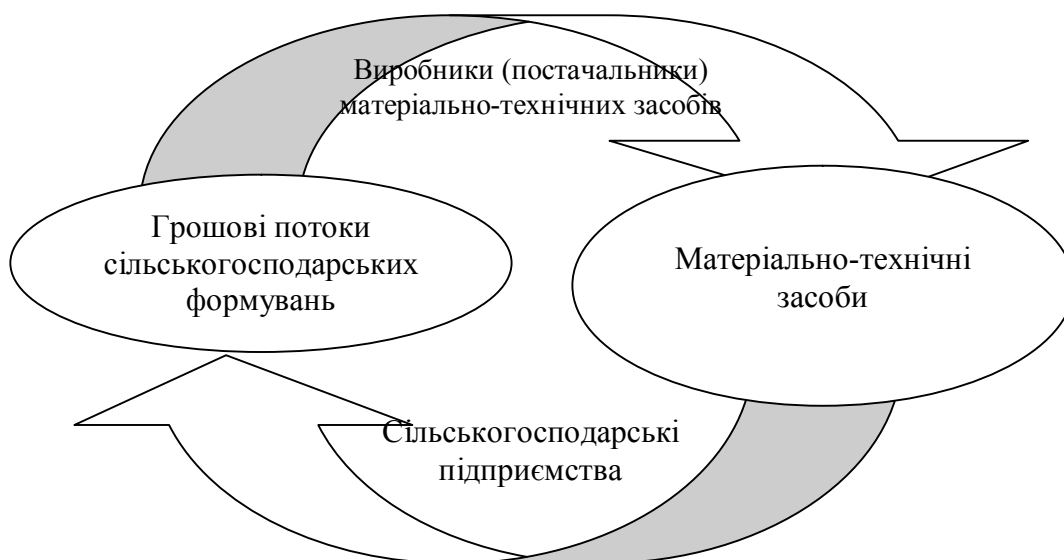 Виробники (постачальники)
матеріально-технічних засобів
Грошові потоки
сільськогосподарських
формувань
Матеріально-технічні
засоби
Сільськогосподарські
підприємства